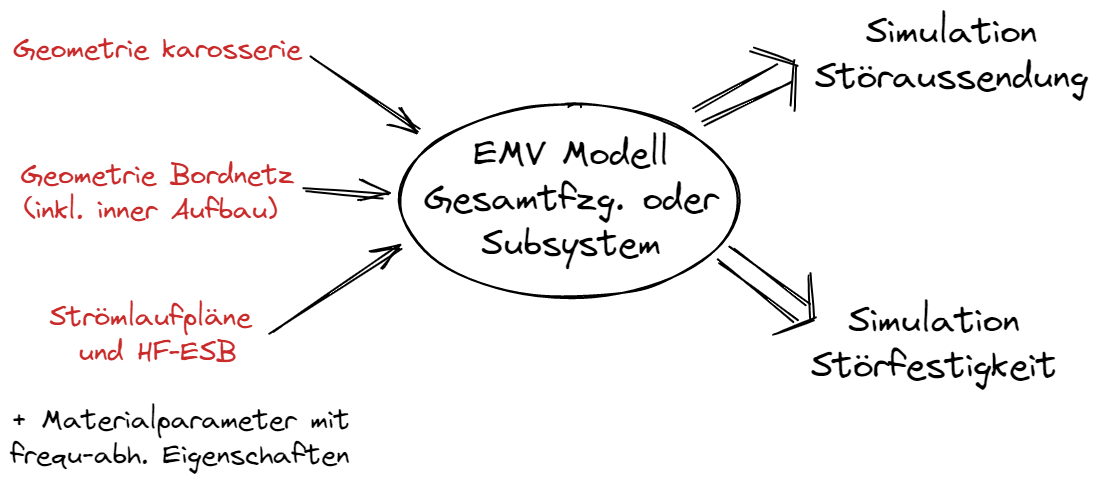 Geometrie karosserie
Geometrie Bordnetz
(inkl. inner Aufbau)
Strömlaufpläne
und HF-ESB
+ Materialparameter mit
frequ-abh. Eigenschaften
EMV Modell
Gesamtfzg. oder
Subsystem
Simulation
Störaussendung
Simulation
Störfestigkeit